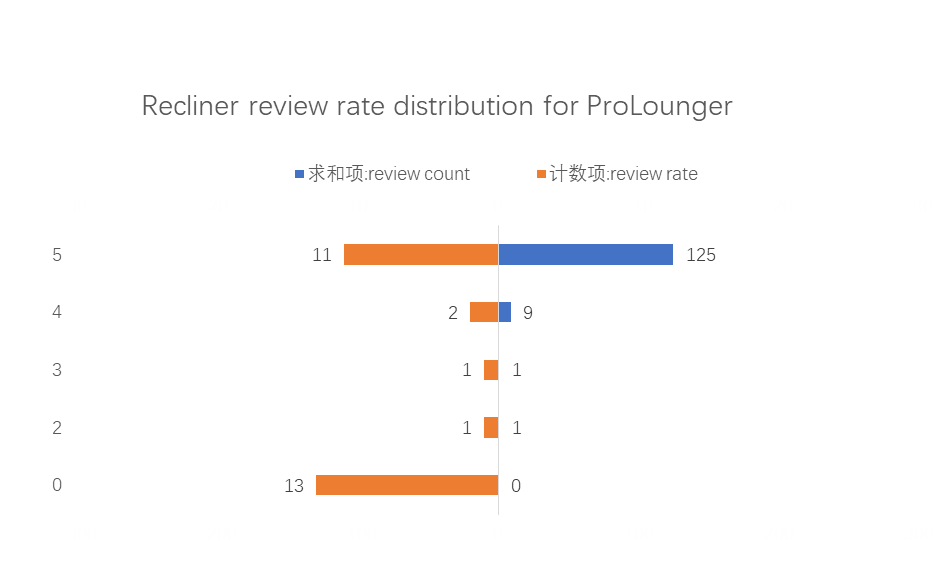 Recliner review rate distribution for ProLounger
求和项:review count 计数项:review rate
5 11 125
4 2 9
3 1 1
2 1 1
0 13 0